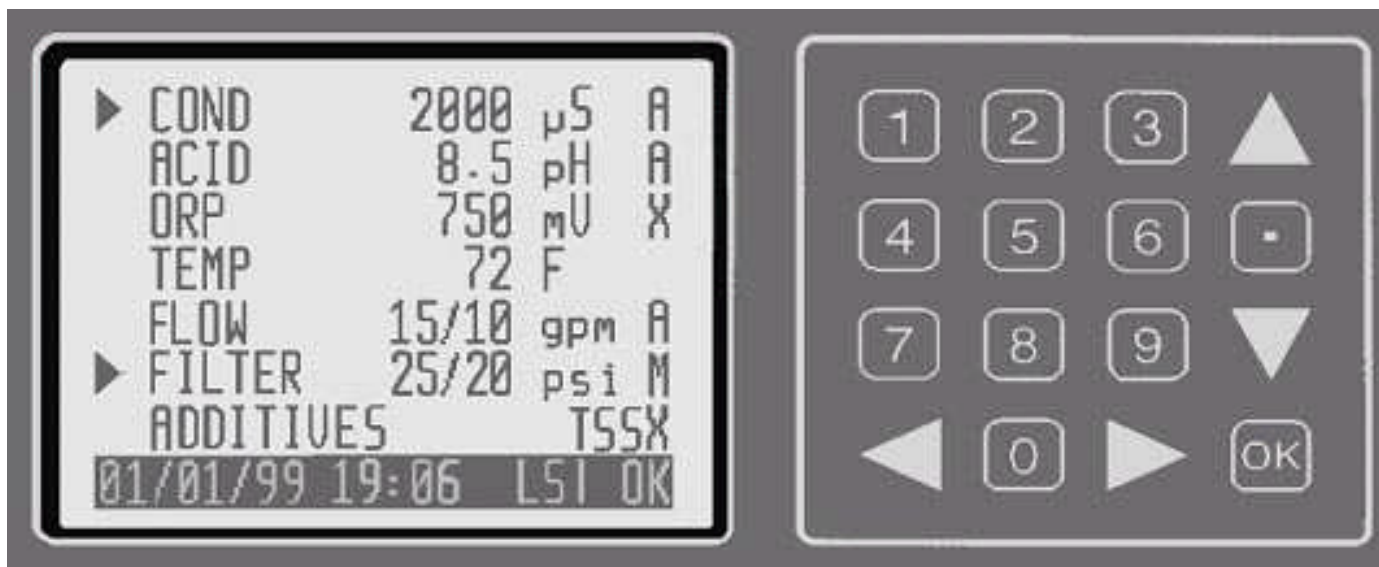 COND 2000 µS A
ACID 8.5 pH A
ORP 750 mV X
TEMP 72 F
FLOW 15/10 gpm A
FILTER 25/20 psi M
ADDITIVES TSSX
01/01/99 19:06 LSI OK
1 2 3
4 5 6 -
7 8 9
0 OK